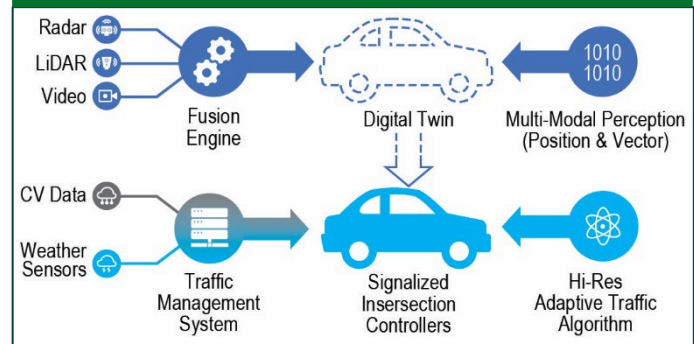 Radar
LiDAR
Video
Fusion
Engine
Digital Twin
1010
1010
Multi-Modal Perception
(Position & Vector)
CV Data
Weather
Sensors
Traffic
Management
System
Signalized
Insersection
Controllers
Hi-Res
Adaptive Traffic
Algorithm